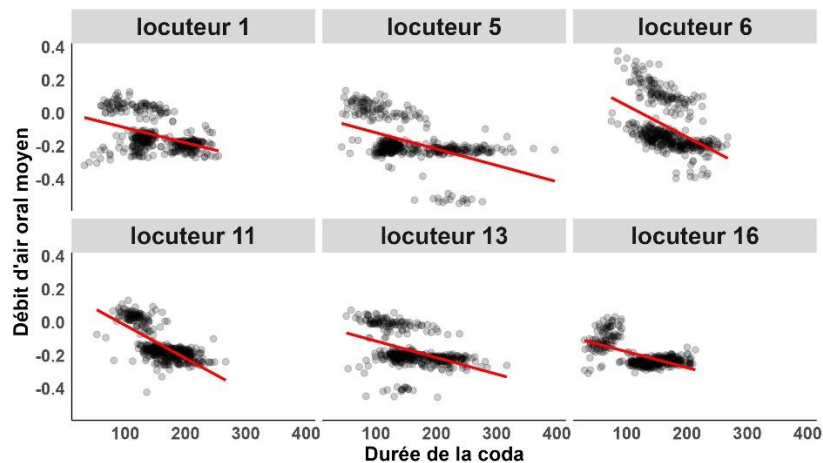 locuteur 1 locuteur 5 locuteur 6
0.4
0.2
0.0
-0.2
-0.4
locuteur 11 locuteur 13 locuteur 16
0.4
0.2
0.0
-0.2
-0.4
Débit d'air oral moyen
100 200 300 400 100 200 300 400 100 200 300 400
Durée de la coda